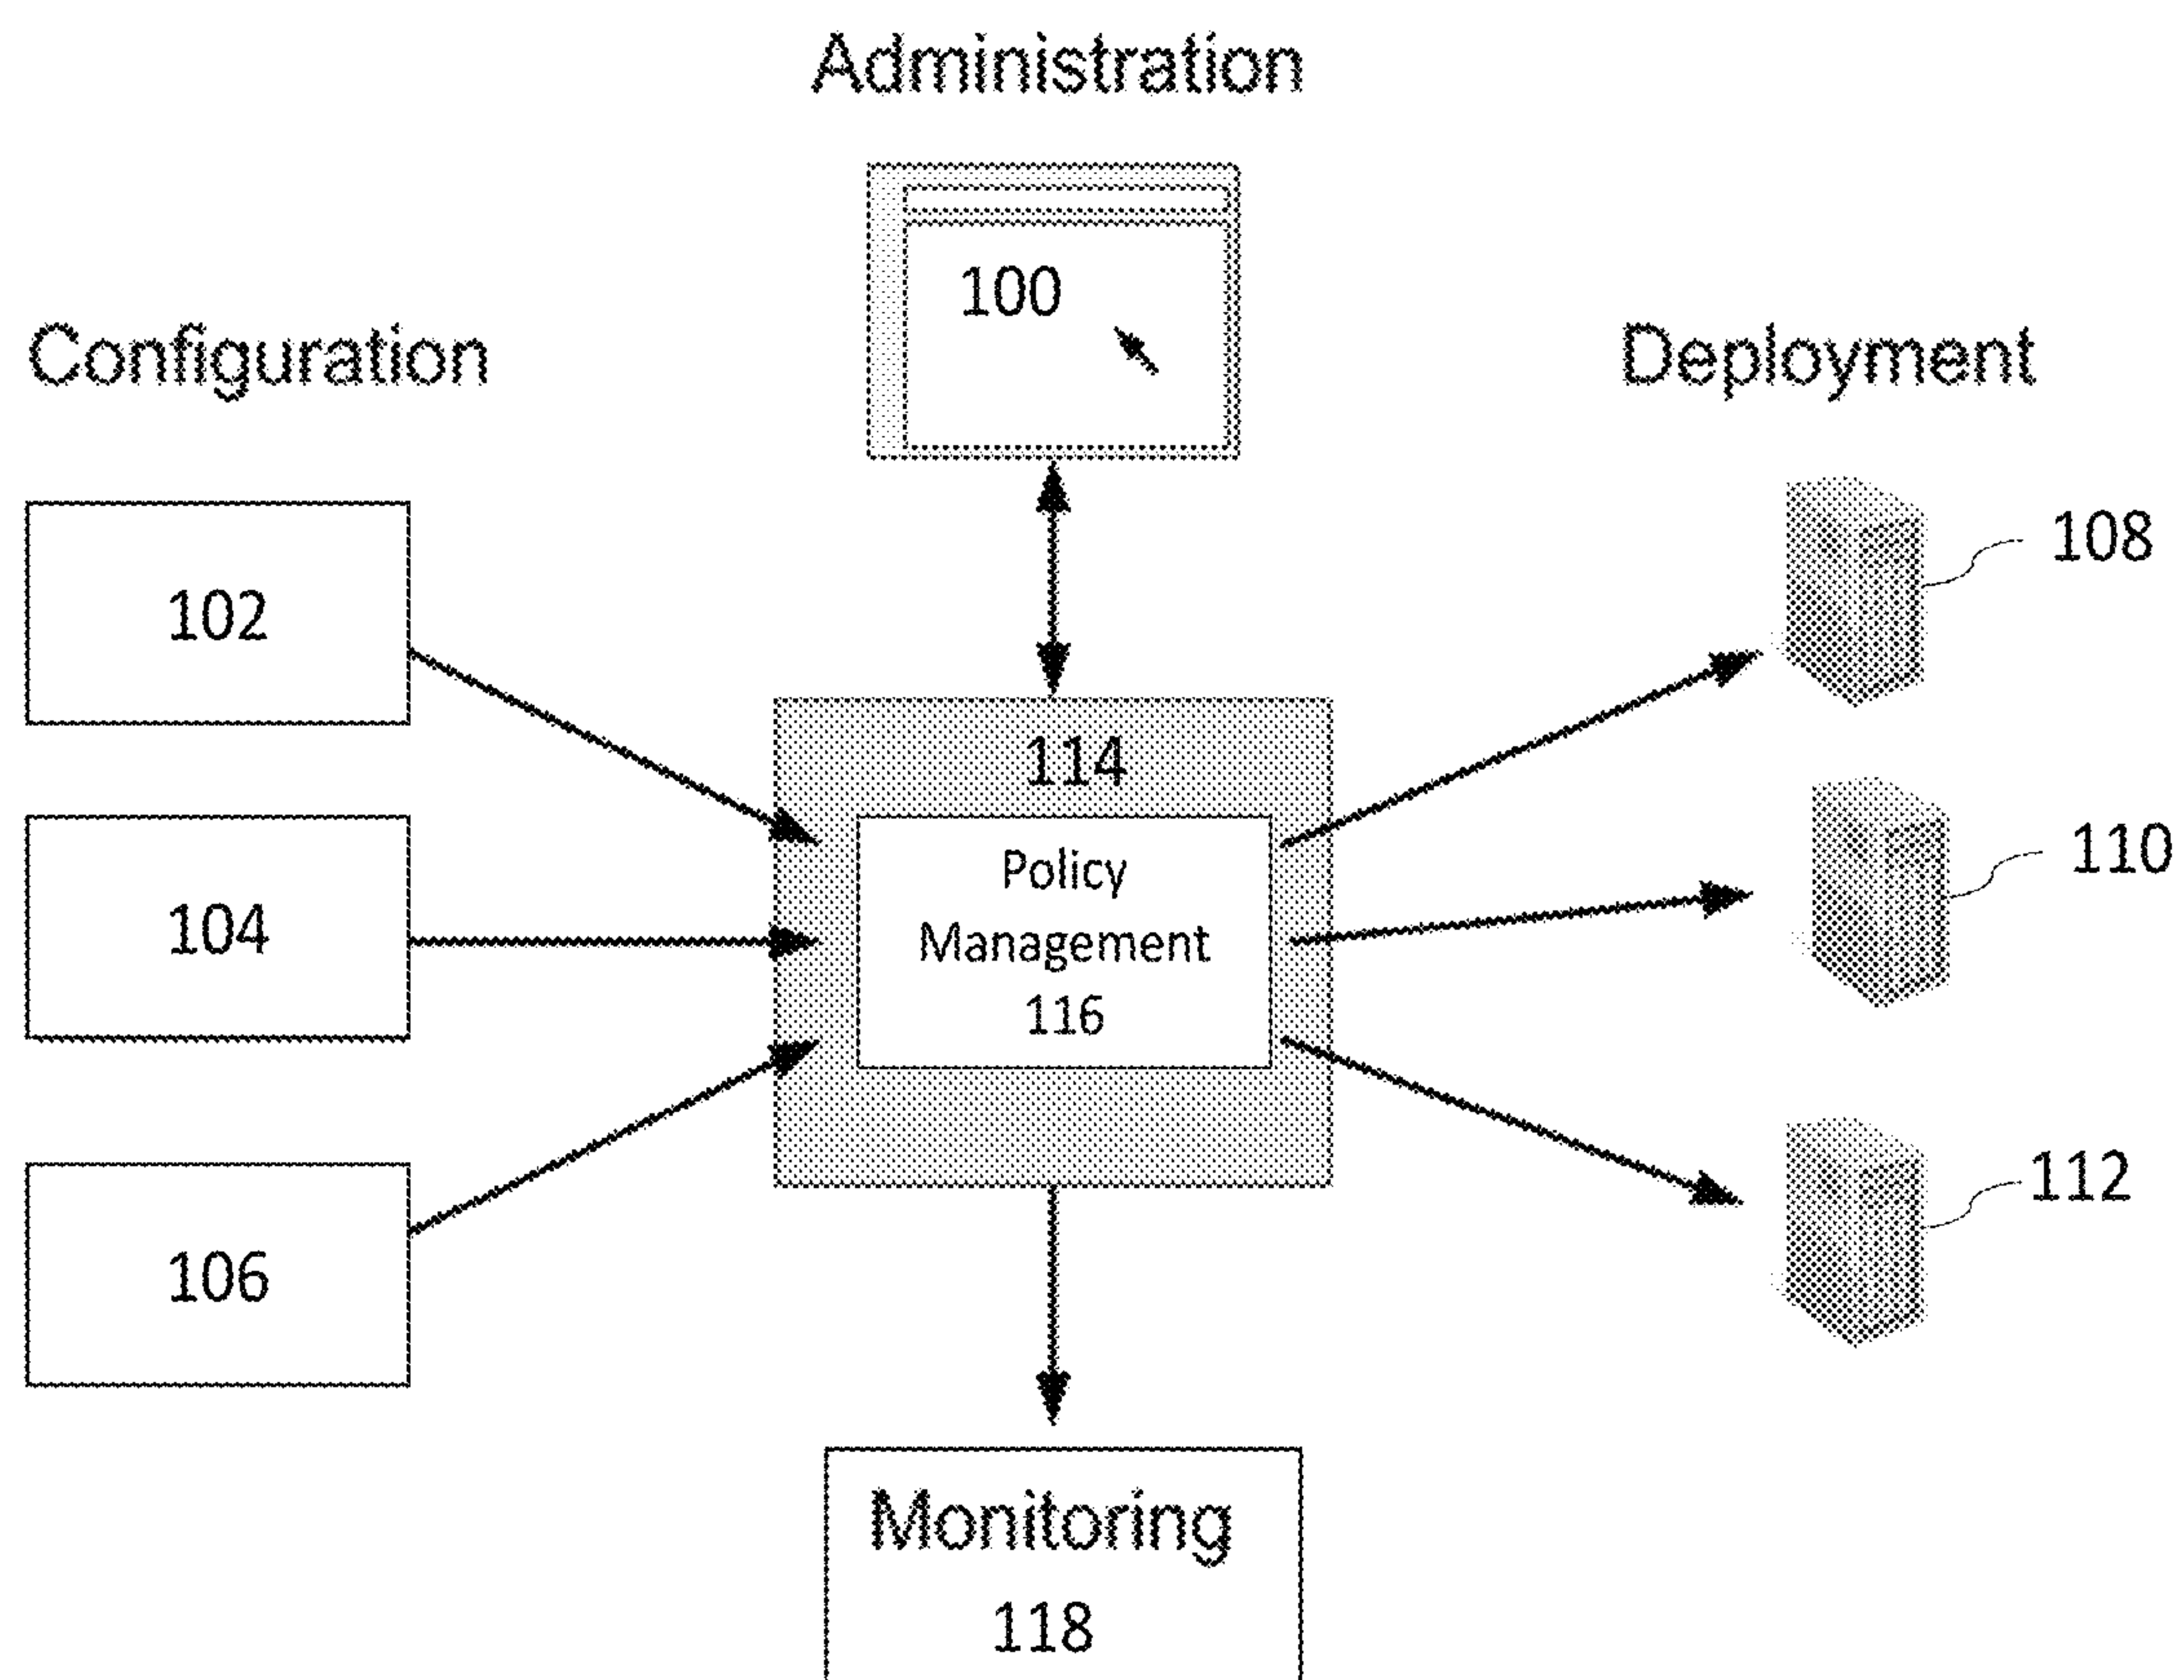 Administration
100
Configuration
Deployment
102
108
114
Policy
Management
116
104
110
106
112
Monitoring
118